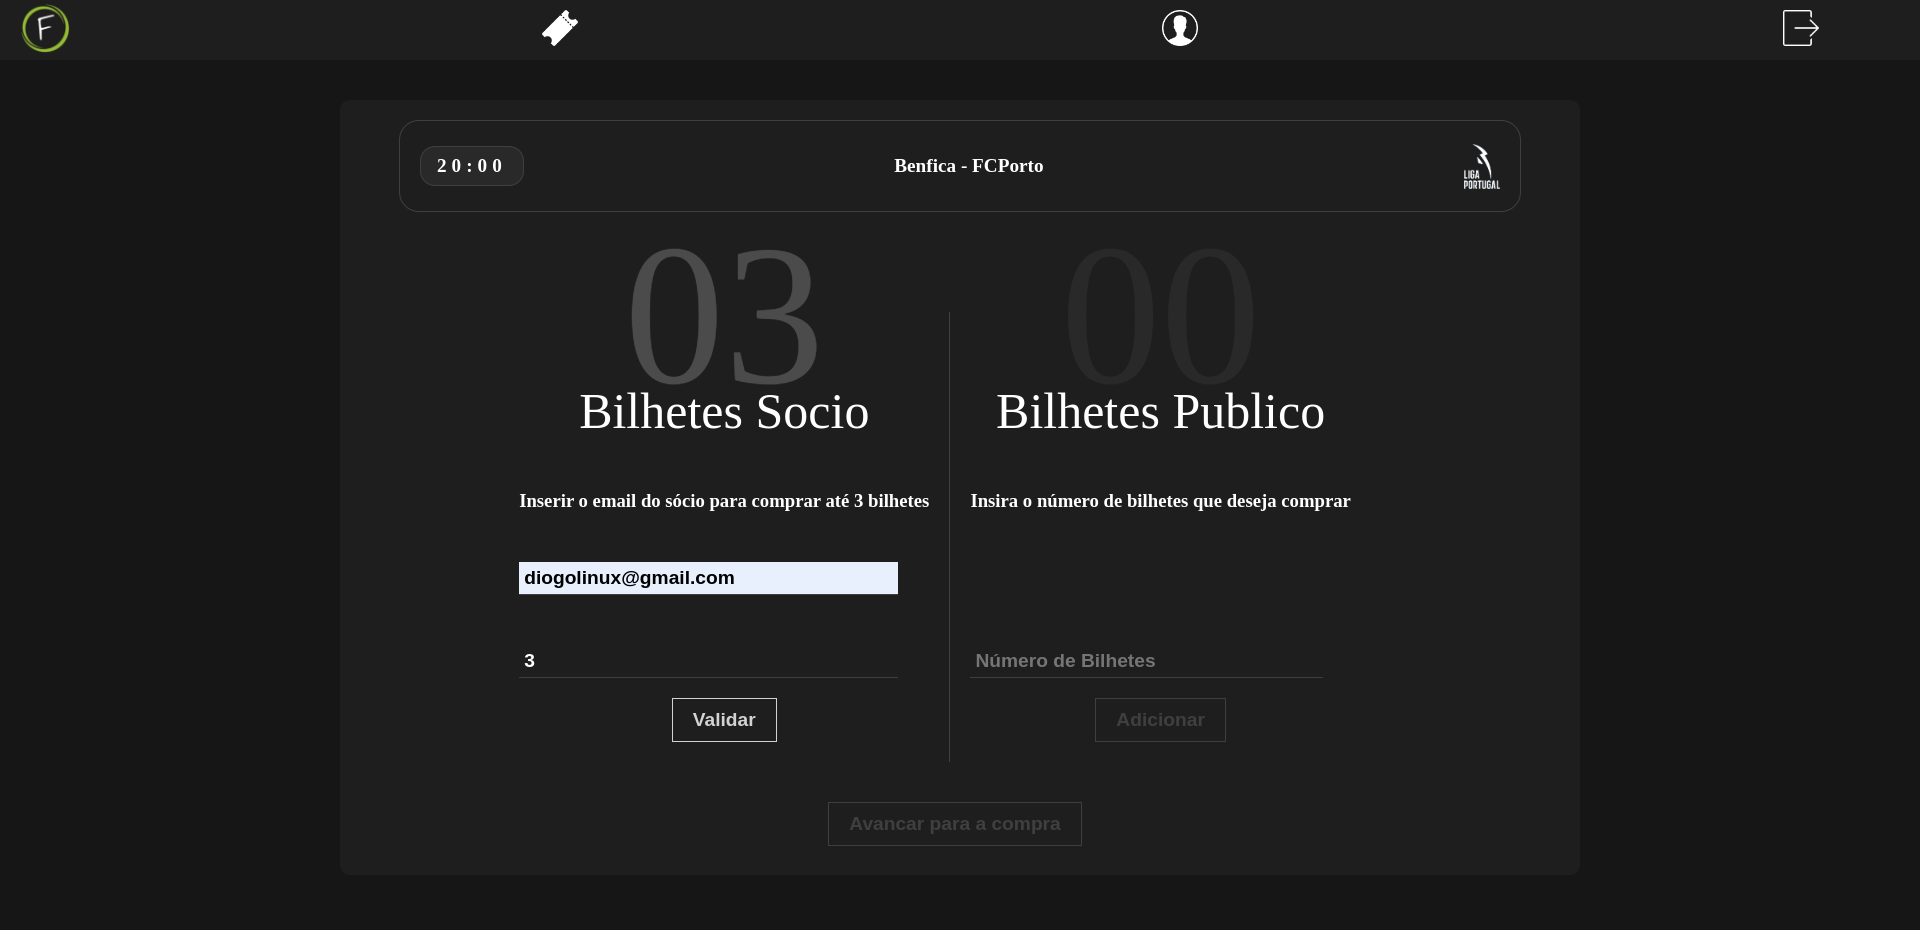 F
20:00
Benfica - FCPorto
LIGA
PORTUGAL
03
Bilhetes Socio
Inserir o email do sócio para comprar até 3 bilhetes
diogolinux@gmail.com
3
Validar
00
Bilhetes Publico
Insira o número de bilhetes que deseja comprar
Número de Bilhetes
Adicionar
Avancar para a compra